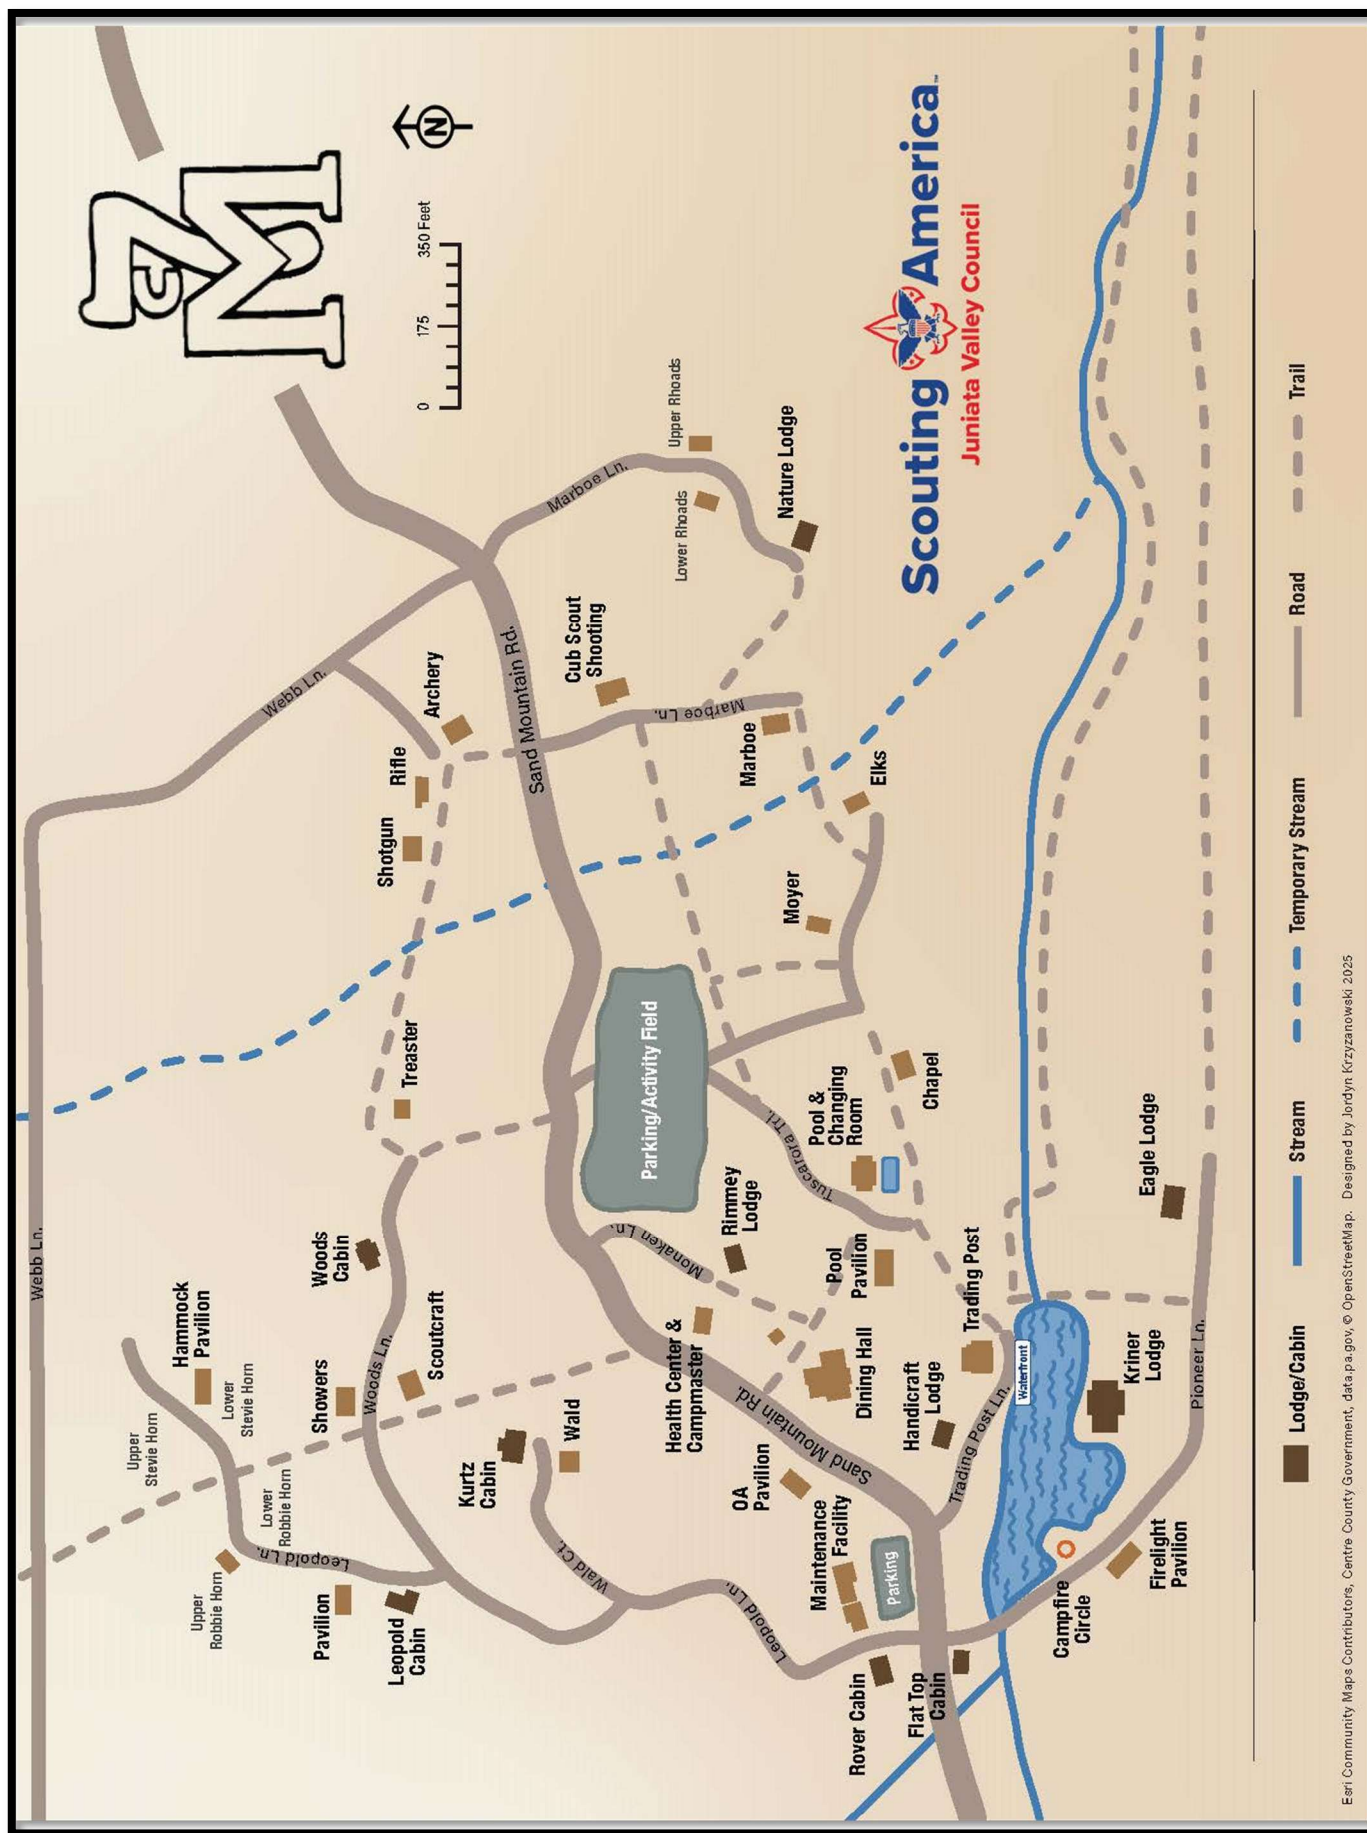 Webb Ln.
Webb Ln.
Upper
Stevie Horn
Hammock
Pavilion
Lower
Stevie Horn
Upper
Robbie Horn
Lower
Robbie Horn
Leopold Ln.
Pavilion
Leopold
Cabin
Showers
Woods Ln.
Scoutcraft
Woods
Cabin
Treaster
Shotgun
Rifle
Archery
Kurtz
Cabin
Wald
Wald Ct.
Leopold Ln.
Sand Mountain Rd.
Cub Scout
Shooting
Marboe Ln.
Marboe Ln.
Upper Rhoads
Lower Rhoads
Nature Lodge
Marboe
Elks
Moyer
Parking/Activity Field
Monaken Ln.
Rimmey
Lodge
Tuscarora Trl.
Pool &
Changing
Room
Chapel
Pool
Pavilion
Health Center &
Campmaster
Dining Hall
Sand Mountain Rd.
OA
Pavilion
Maintenance
Facility
Parking
Handicraft
Lodge
Trading Post
Trading Post Ln.
Waterfront
Rover Cabin
Flat Top
Cabin
Campfire
Circle
Firelight
Pavilion
Kriner
Lodge
Eagle Lodge
Pioneer Ln.
N
0 175 350 Feet
Scouting America™
Juniata Valley Council
Lodge/Cabin
Stream
Temporary Stream
Road
Trail
Esri Community Maps Contributors, Centre County Government, data.pa.gov, © OpenStreetMap. Designed by Jordyn Krzyzanowski 2025